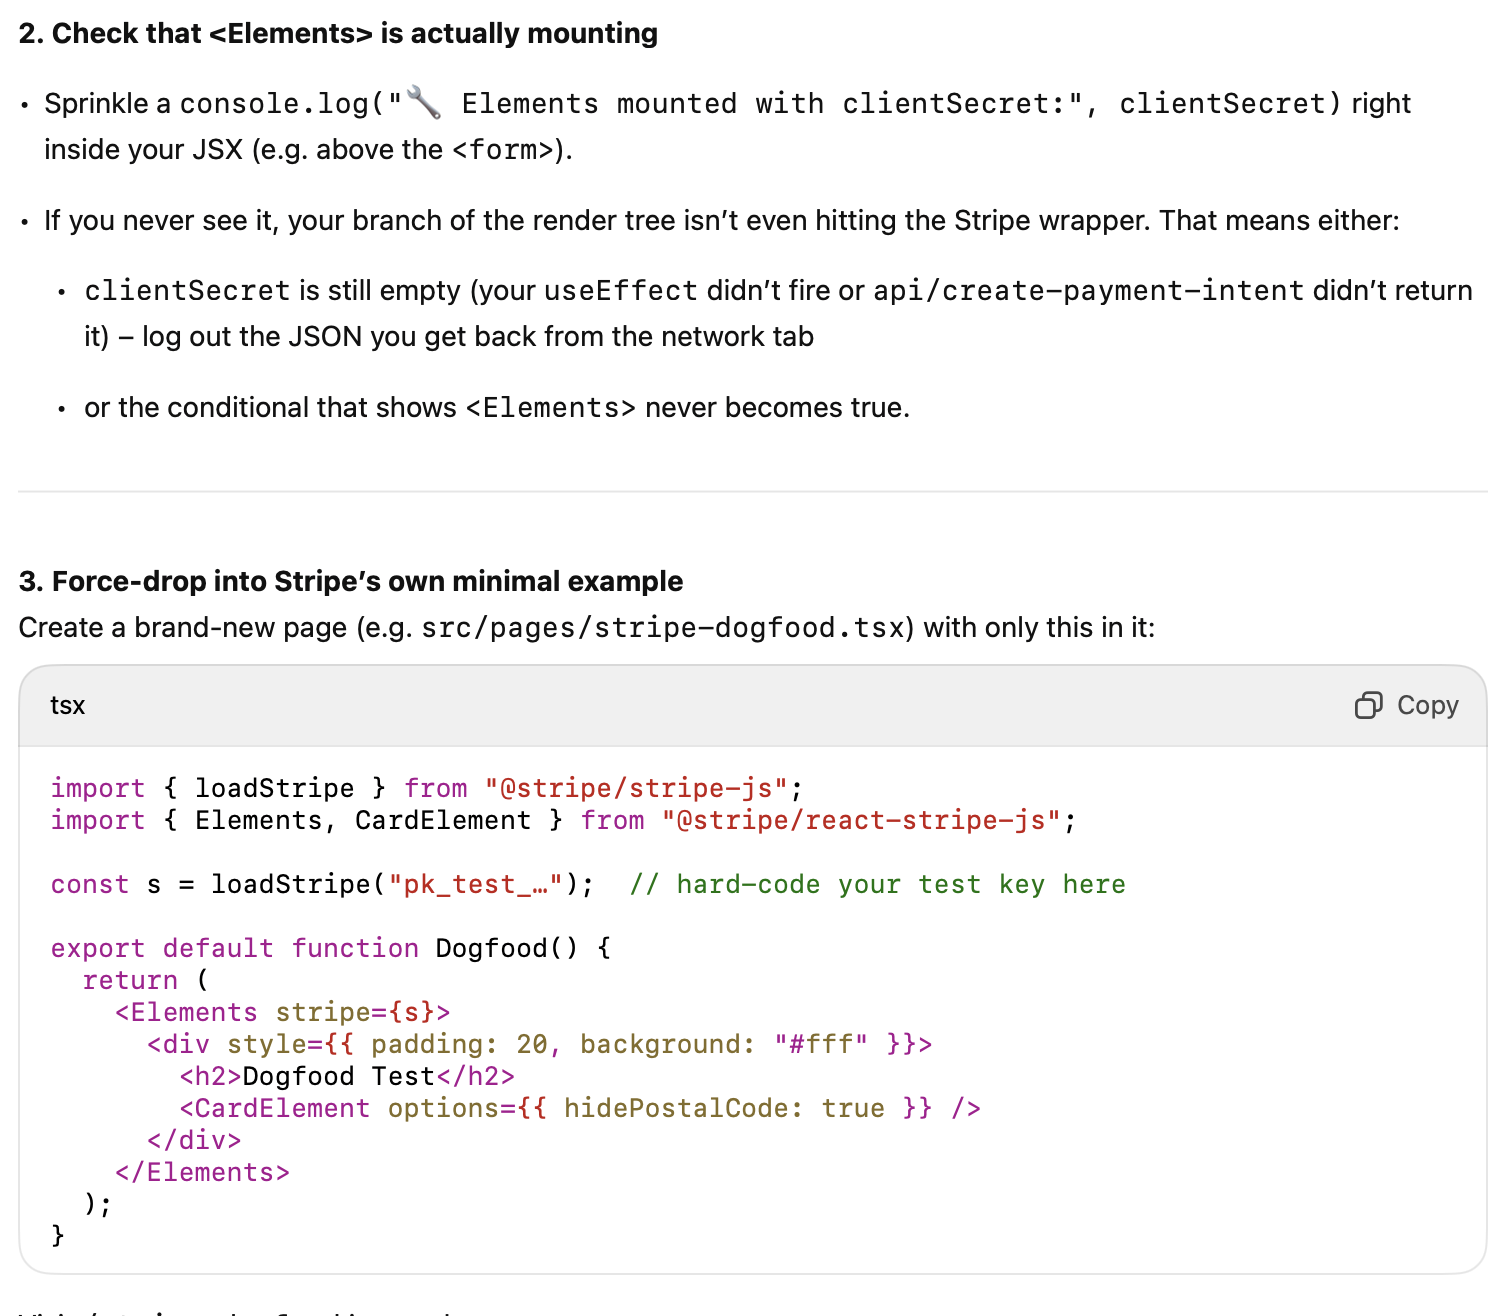 2. Check that <Elements> is actually mounting
• Sprinkle a console.log("🔧 Elements mounted with clientSecret:", clientSecret) right
inside your JSX (e.g. above the <form>).
• If you never see it, your branch of the render tree isn’t even hitting the Stripe wrapper. That means either:
• clientSecret is still empty (your useEffect didn’t fire or api/create-payment-intent didn’t return
it) – log out the JSON you get back from the network tab
• or the conditional that shows <Elements> never becomes true.
3. Force-drop into Stripe’s own minimal example
Create a brand-new page (e.g. src/pages/stripe-dogfood.tsx) with only this in it:
tsx Copy
import { loadStripe } from "@stripe/stripe-js";
import { Elements, CardElement } from "@stripe/react-stripe-js";
const s = loadStripe("pk_test_…");  // hard-code your test key here
export default function Dogfood() {
  return (
    <Elements stripe={s}>
      <div style={{ padding: 20, background: "#fff" }}>
        <h2>Dogfood Test</h2>
        <CardElement options={{ hidePostalCode: true }} />
      </div>
    </Elements>
  );
}